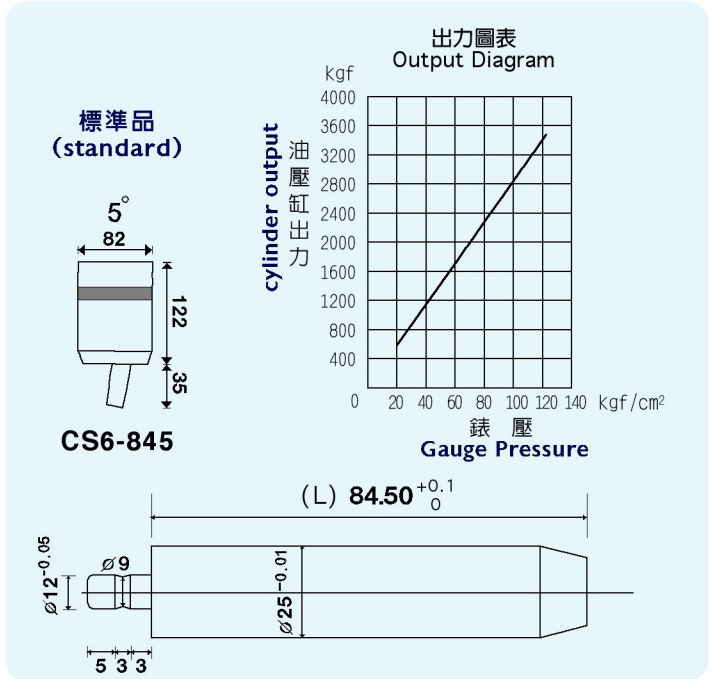 出力圖表
Output Diagram
kgf
4000
3600
3200
2800
2400
2000
1600
1200
800
400
0 20 40 60 80 100 120 140 kgf/cm²
錶 壓
Gauge Pressure
cylinder output
油壓缸出力
標準品
(standard)
5°
82
122
35
CS6-845
(L) 84.50 +0.1 0
ø12-0.05
ø9
ø25-0.01
5 3 3